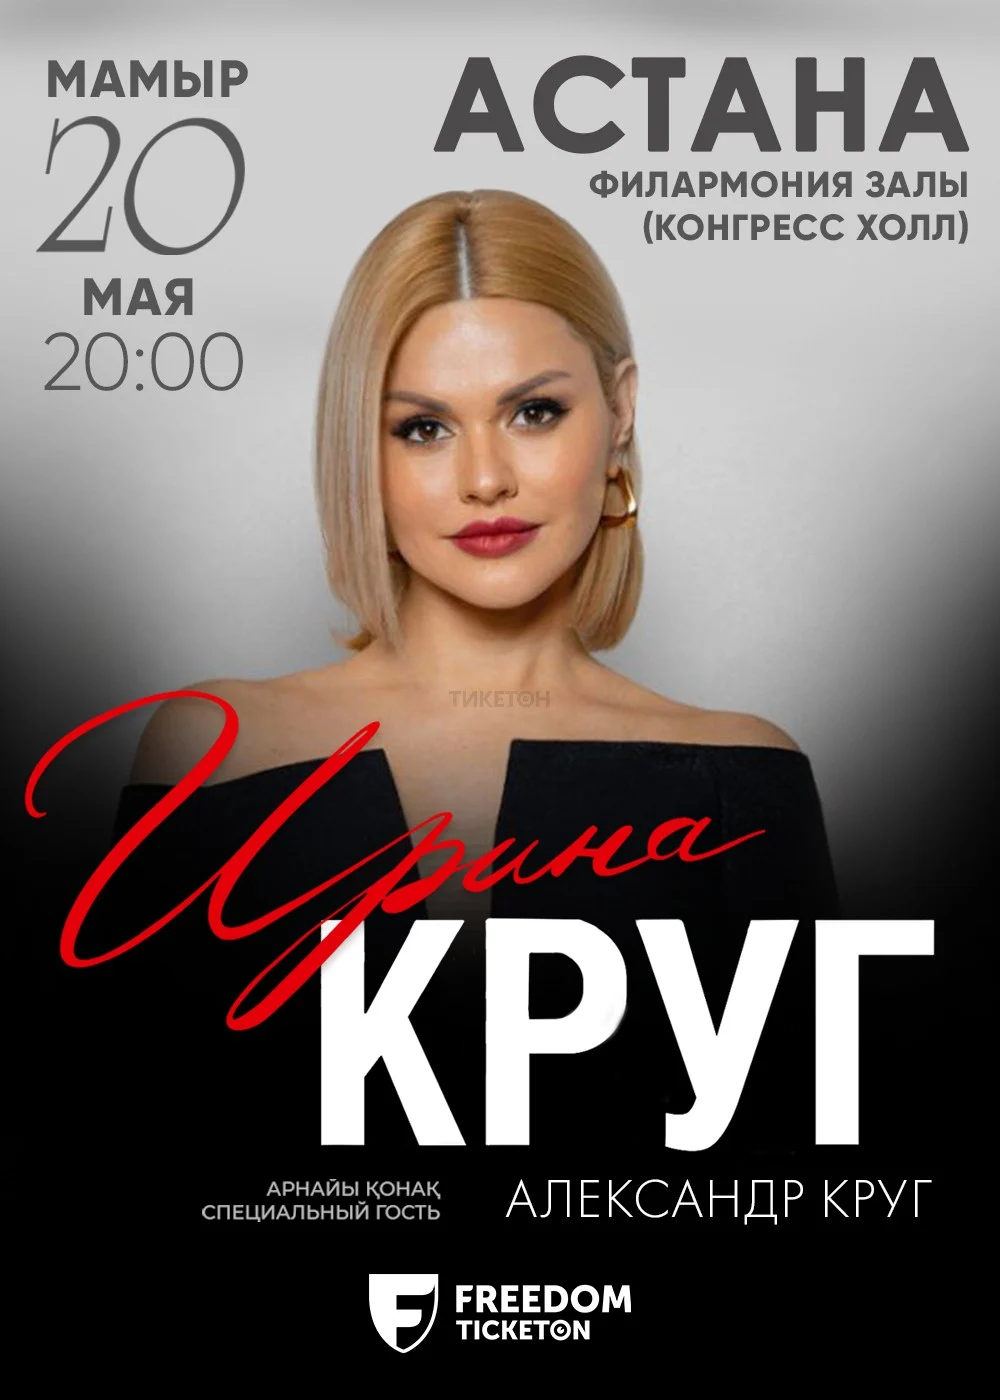 МАМЫР
20
МАЯ
20:00
АСТАНА
ФИЛАРМОНИЯ ЗАЛЫ
(КОНГРЕСС ХОЛЛ)
ТИКЕТОН
Ирина
КРУГ
АРНАЙЫ ҚОНАҚ
СПЕЦИАЛЬНЫЙ ГОСТЬ
АЛЕКСАНДР КРУГ
FREEDOM
TICKETON